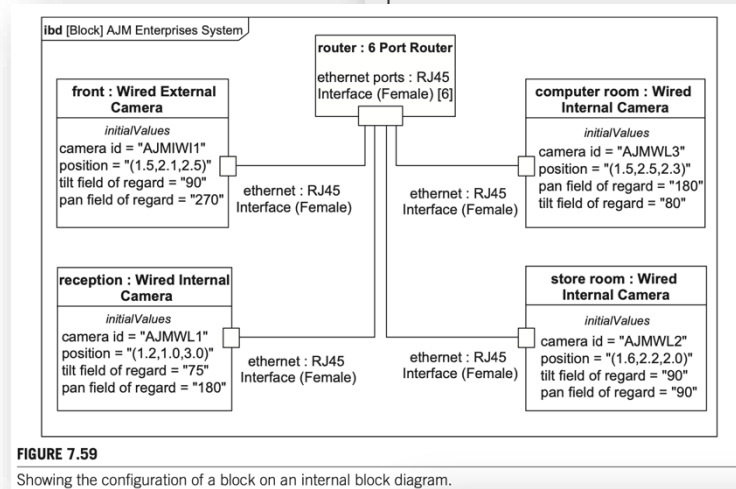 ibd [Block] AJM Enterprises System
router : 6 Port Router
ethernet ports : RJ45
Interface (Female) [6]
front : Wired External
Camera
initialValues
camera id = "AJMIWI1"
position = "(1.5,2.1,2.5)"
tilt field of regard = "90"
pan field of regard = "270"
ethernet : RJ45
Interface (Female)
computer room : Wired
Internal Camera
initialValues
camera id = "AJMWL3"
position = "(1.5,2.5,2.3)"
pan field of regard = "180"
tilt field of regard = "80"
ethernet : RJ45
Interface (Female)
reception : Wired Internal
Camera
initialValues
camera id = "AJMWL1"
position = "(1.2,1.0,3.0)"
tilt field of regard = "75"
pan field of regard = "180"
ethernet : RJ45
Interface (Female)
store room : Wired
Internal Camera
initialValues
camera id = "AJMWL2"
position = "(1.6,2.2,2.0)"
tilt field of regard = "90"
pan field of regard = "90"
ethernet : RJ45
Interface (Female)
FIGURE 7.59
Showing the configuration of a block on an internal block diagram.